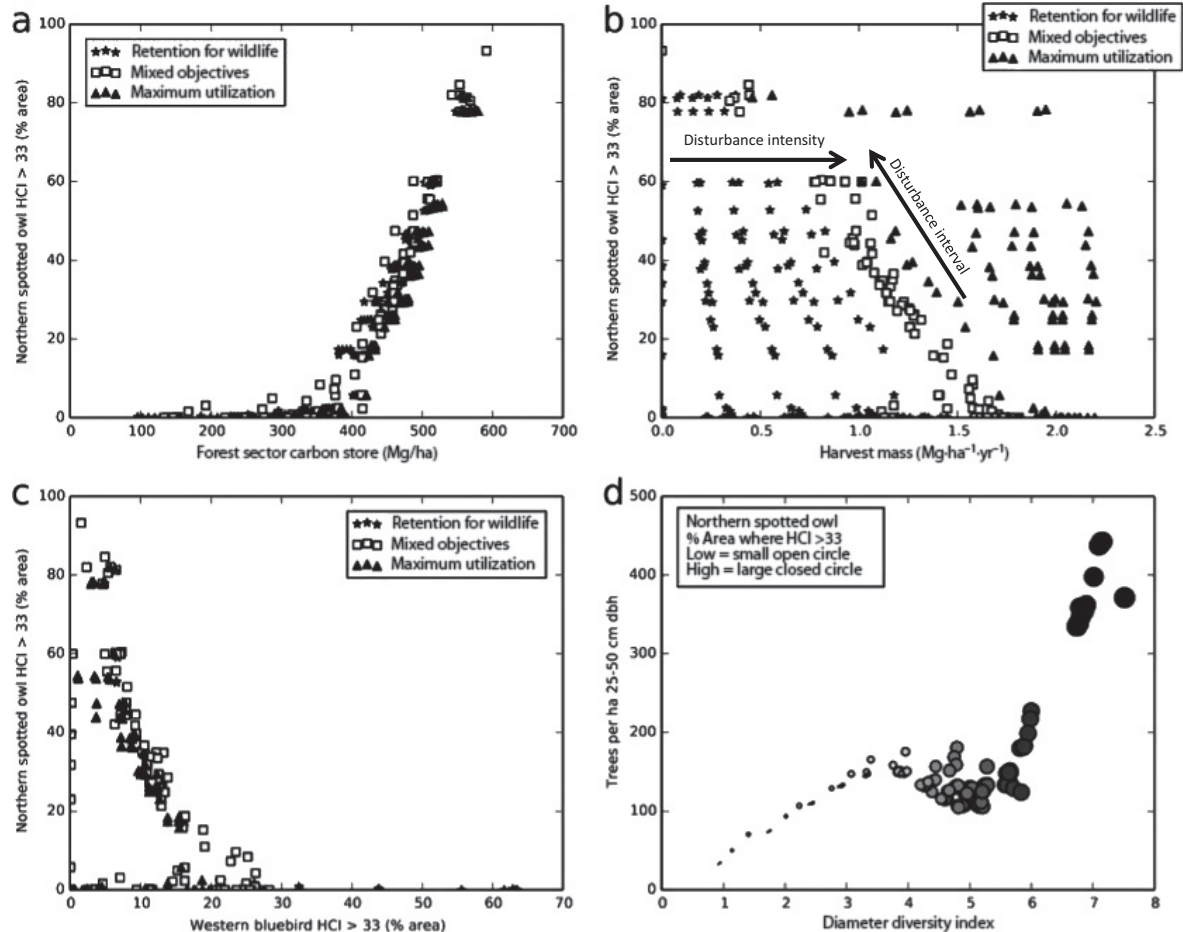 a
100
80
60
40
20
0
Northern spotted owl HCI > 33 (% area)
Retention for wildlife
Mixed objectives
Maximum utilization
0 100 200 300 400 500 600 700
Forest sector carbon store (Mg/ha)
b
100
80
60
40
20
0
Northern spotted owl HCI > 33 (% area)
Retention for wildlife
Mixed objectives
Maximum utilization
Disturbance intensity
Disturbance interval
0.0 0.5 1.0 1.5 2.0 2.5
Harvest mass (Mg·ha⁻¹·yr⁻¹)
c
100
80
60
40
20
0
Northern spotted owl HCI > 33 (% area)
Retention for wildlife
Mixed objectives
Maximum utilization
0 10 20 30 40 50 60 70
Western bluebird HCI > 33 (% area)
d
500
400
300
200
100
0
Trees per ha 25-50 cm dbh
Northern spotted owl
% Area where HCI >33
Low = small open circle
High = large closed circle
0 1 2 3 4 5 6 7 8
Diameter diversity index